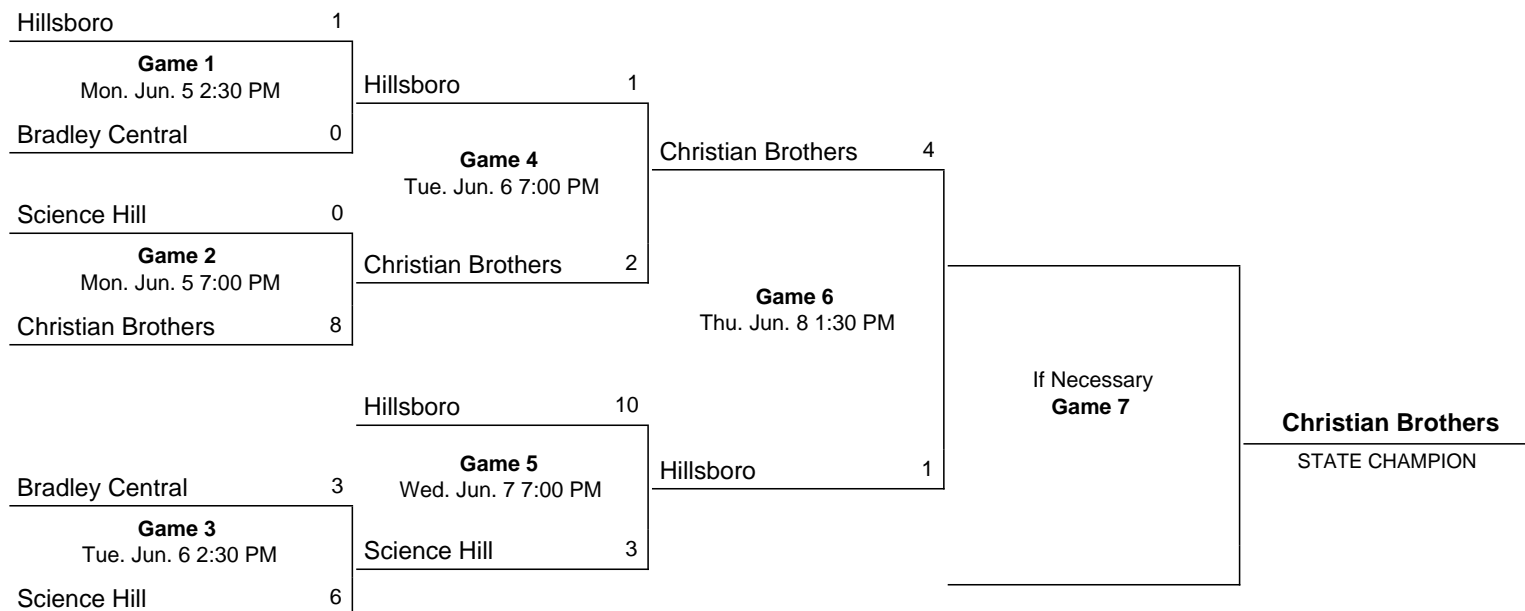 Hillsboro 1
Game 1
Mon. Jun. 5 2:30 PM
Bradley Central 0
Science Hill 0
Game 2
Mon. Jun. 5 7:00 PM
Christian Brothers 8
Bradley Central 3
Game 3
Tue. Jun. 6 2:30 PM
Science Hill 6
Hillsboro 1
Game 4
Tue. Jun. 6 7:00 PM
Christian Brothers 2
Hillsboro 10
Game 5
Wed. Jun. 7 7:00 PM
Science Hill 3
Christian Brothers 4
Game 6
Thu. Jun. 8 1:30 PM
Hillsboro 1
If Necessary
Game 7
Christian Brothers
STATE CHAMPION